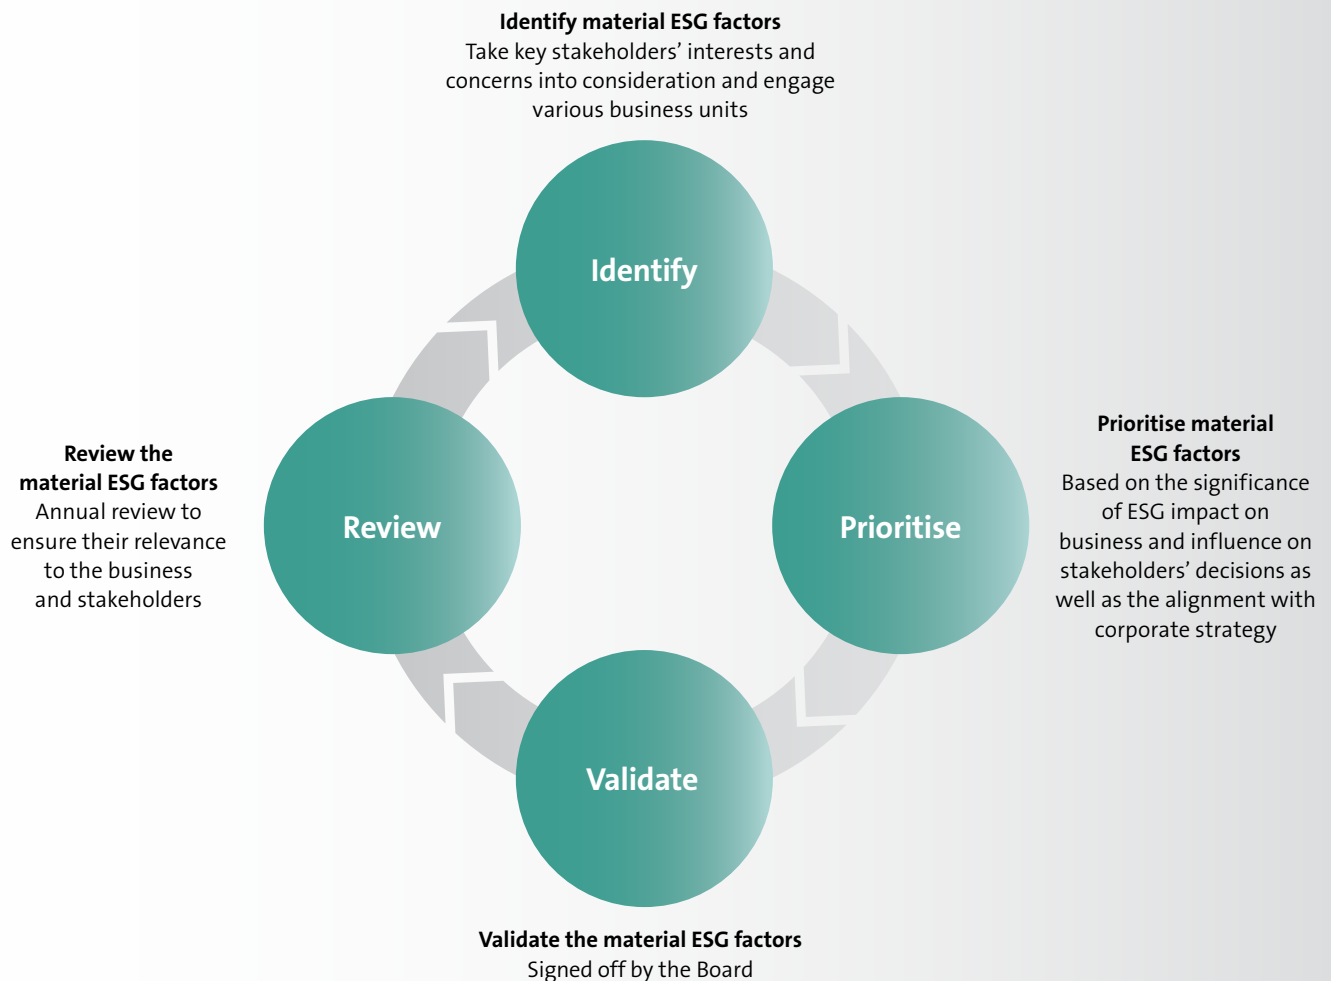 Identify material ESG factors
Take key stakeholders’ interests and
concerns into consideration and engage
various business units
Identify
Prioritise material
ESG factors
Based on the significance
of ESG impact on
business and influence on
stakeholders’ decisions as
well as the alignment with
corporate strategy
Prioritise
Review the
material ESG factors
Annual review to
ensure their relevance
to the business
and stakeholders
Review
Validate
Validate the material ESG factors
Signed off by the Board